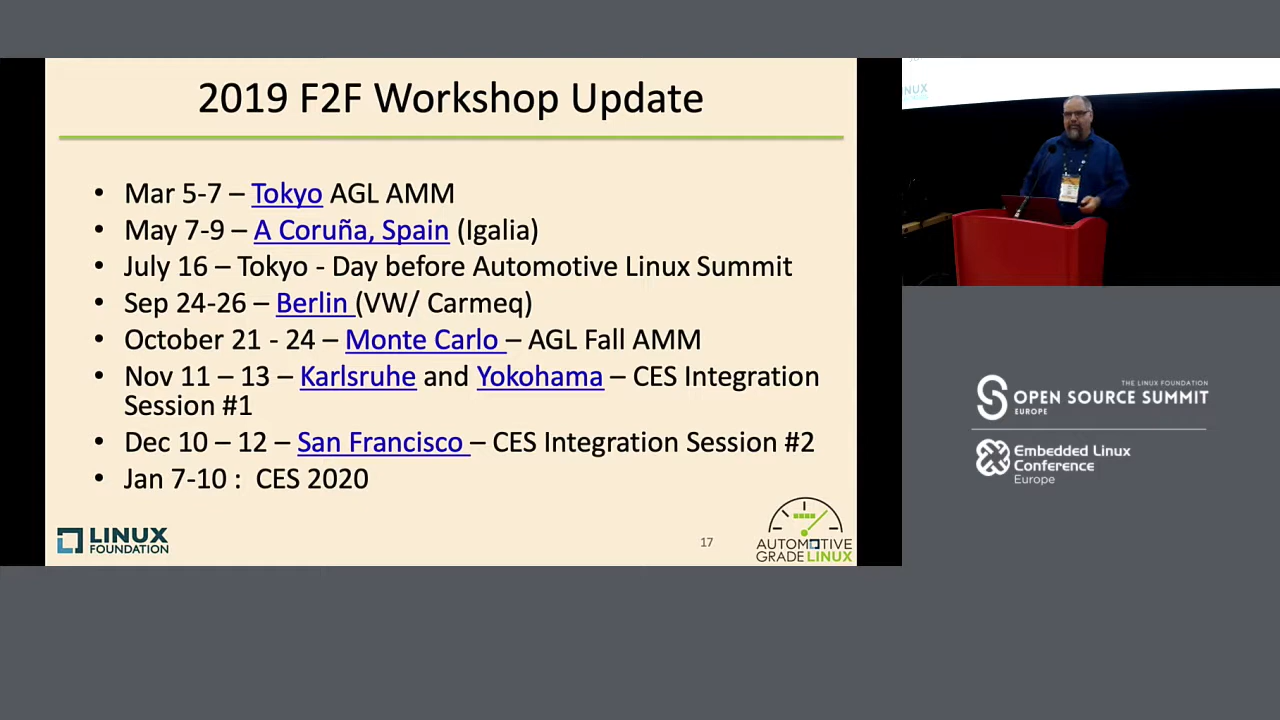 2019 F2F Workshop Update
• Mar 5-7 – Tokyo AGL AMM
• May 7-9 – A Coruña, Spain (Igalia)
• July 16 – Tokyo - Day before Automotive Linux Summit
• Sep 24-26 – Berlin (VW/ Carmeq)
• October 21 - 24 – Monte Carlo – AGL Fall AMM
• Nov 11 – 13 – Karlsruhe and Yokohama – CES Integration
Session #1
• Dec 10 – 12 – San Francisco – CES Integration Session #2
• Jan 7-10 : CES 2020
LINUX
FOUNDATION
17
AUTOMOTIVE
GRADELINUX
THE LINUX FOUNDATION
OPEN SOURCE SUMMIT
EUROPE
Embedded Linux
Conference
Europe